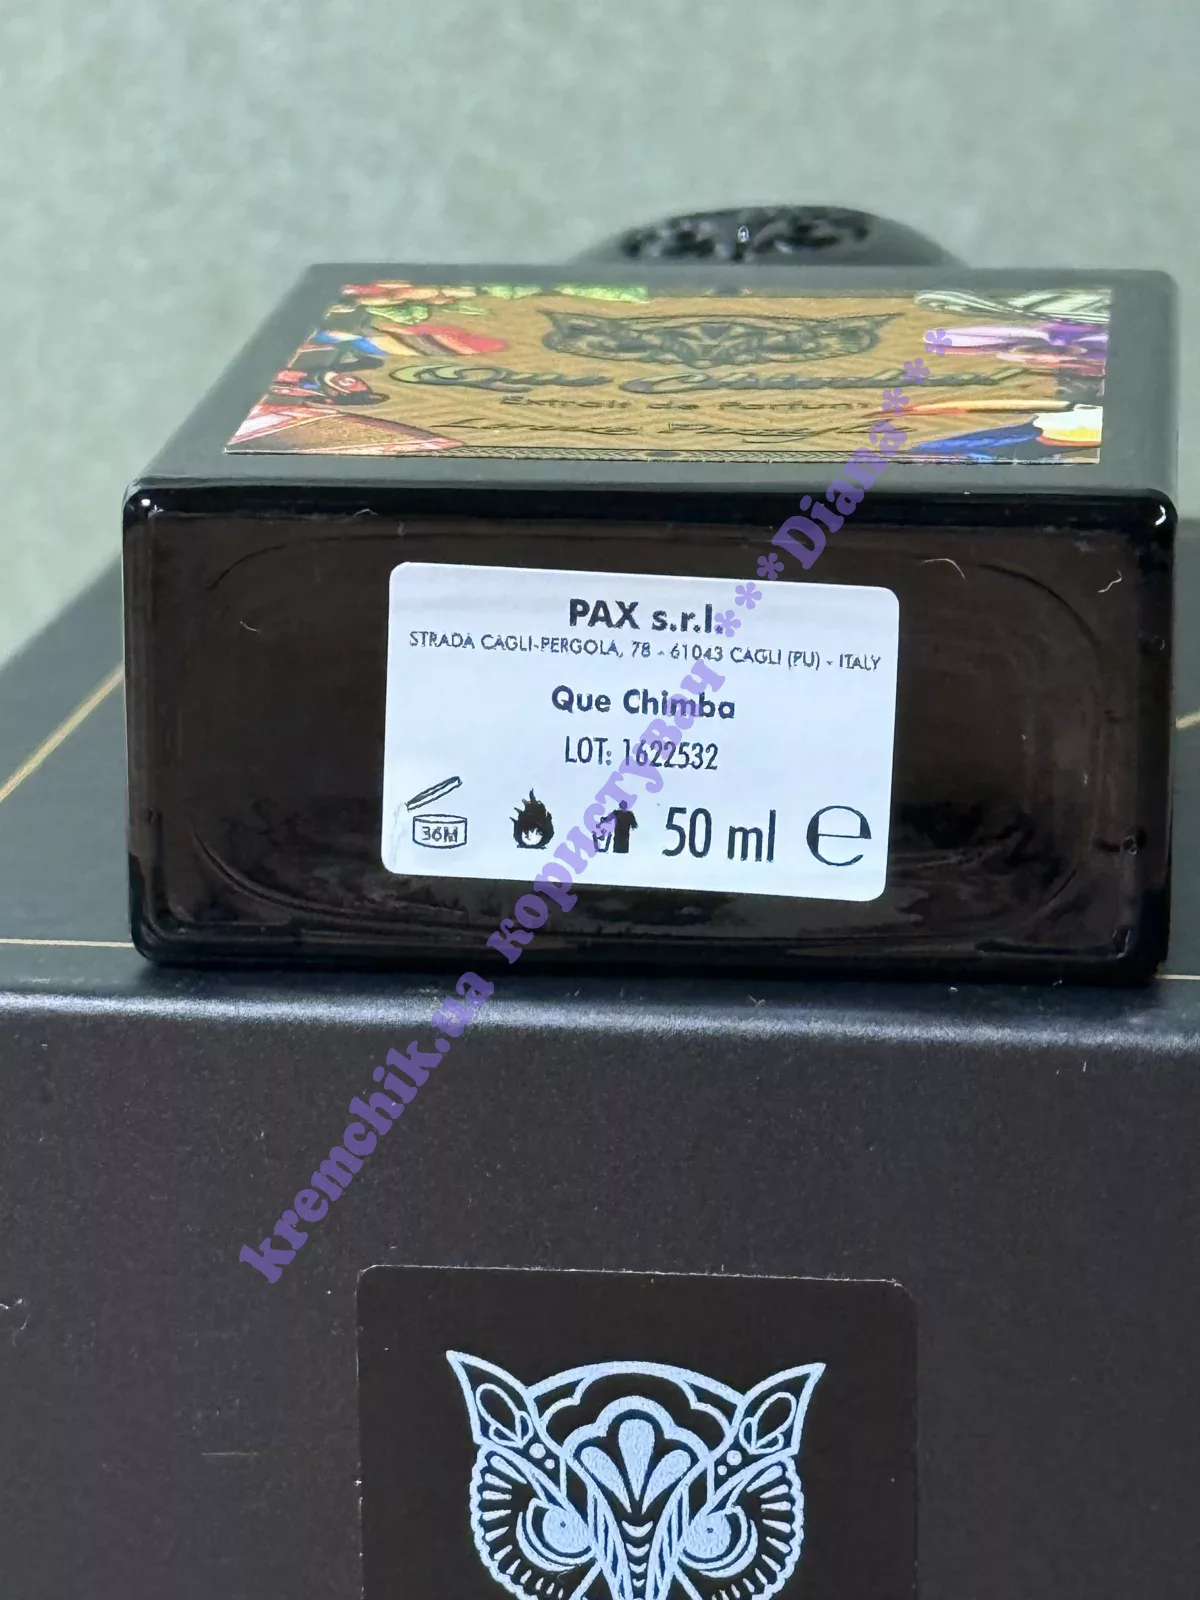 Que Chimba!
Extrait de Parfum
PAX s.r.l.
STRADA CAGLI-PERGOLA, 78 - 61043 CAGLI (PU) - ITALY
Que Chimba
LOT: 1622532
36M
50 ml e
kremchik.ua користувач ***Diana***